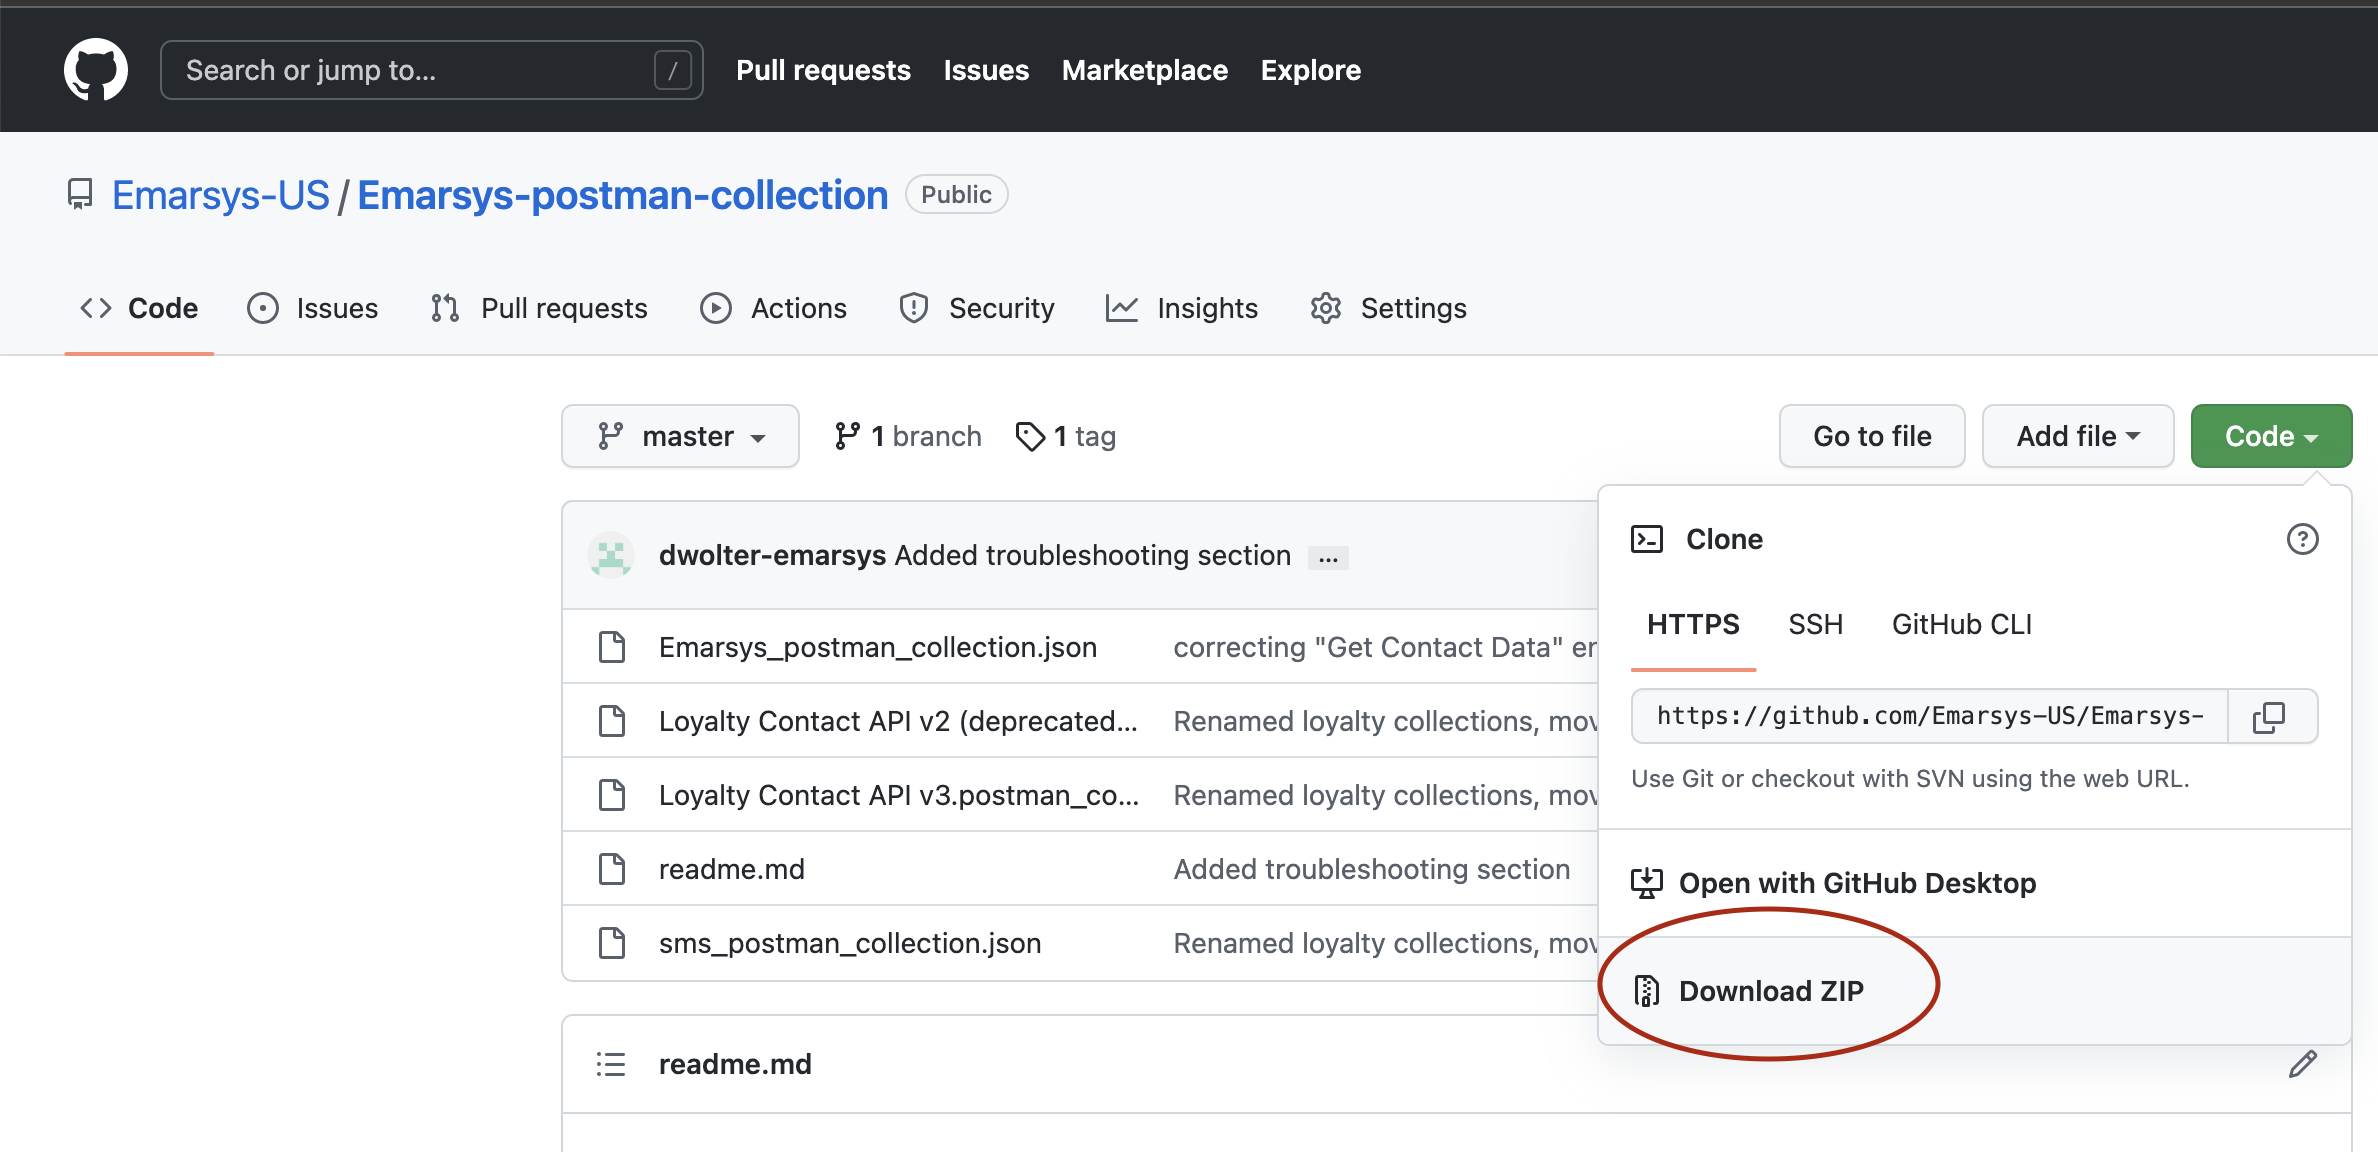 Search or jump to... / Pull requests Issues Marketplace Explore
Emarsys-US / Emarsys-postman-collection Public
Code Issues Pull requests Actions Security Insights Settings
master 1 branch 1 tag Go to file Add file Code
dwolter-emarsys Added troubleshooting section ...
Emarsys_postman_collection.json correcting "Get Contact Data" er
Loyalty Contact API v2 (deprecated... Renamed loyalty collections, mov
Loyalty Contact API v3.postman_co... Renamed loyalty collections, mov
readme.md Added troubleshooting section
sms_postman_collection.json Renamed loyalty collections, mov
readme.md
Clone
HTTPS SSH GitHub CLI
https://github.com/Emarsys-US/Emarsys-
Use Git or checkout with SVN using the web URL.
Open with GitHub Desktop
Download ZIP